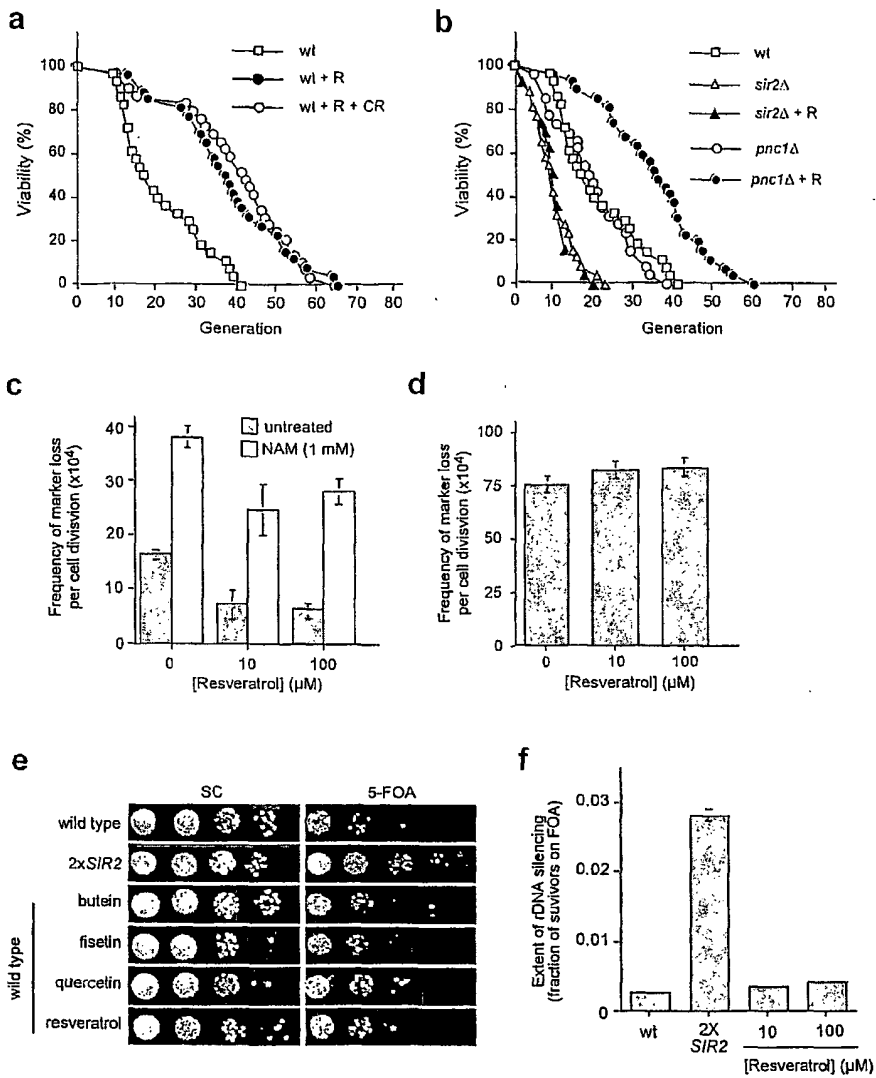 a
wt
wt + R
wt + R + CR
Viability (%)
100
80
60
40
20
0
0 10 20 30 40 50 60 70 80
Generation
b
wt
sir2Δ
sir2Δ + R
pnc1Δ
pnc1Δ + R
Viability (%)
100
80
60
40
20
0
0 10 20 30 40 50 60 70 80
Generation
c
untreated
NAM (1 mM)
Frequency of marker loss
per cell divisvion (x10⁴)
40
30
20
10
0
0 10 100
[Resveratrol] (µM)
d
Frequency of marker loss
per cell divisvion (x10⁴)
100
75
50
25
0
0 10 100
[Resveratrol] (µM)
e
SC 5-FOA
wild type
2xSIR2
wild type
butein
fisetin
quercetin
resveratrol
f
Extent of rDNA silencing
(fraction of suvivors on FOA)
0.03
0.02
0.01
0
wt 2X 10 100
SIR2
[Resveratrol] (µM)